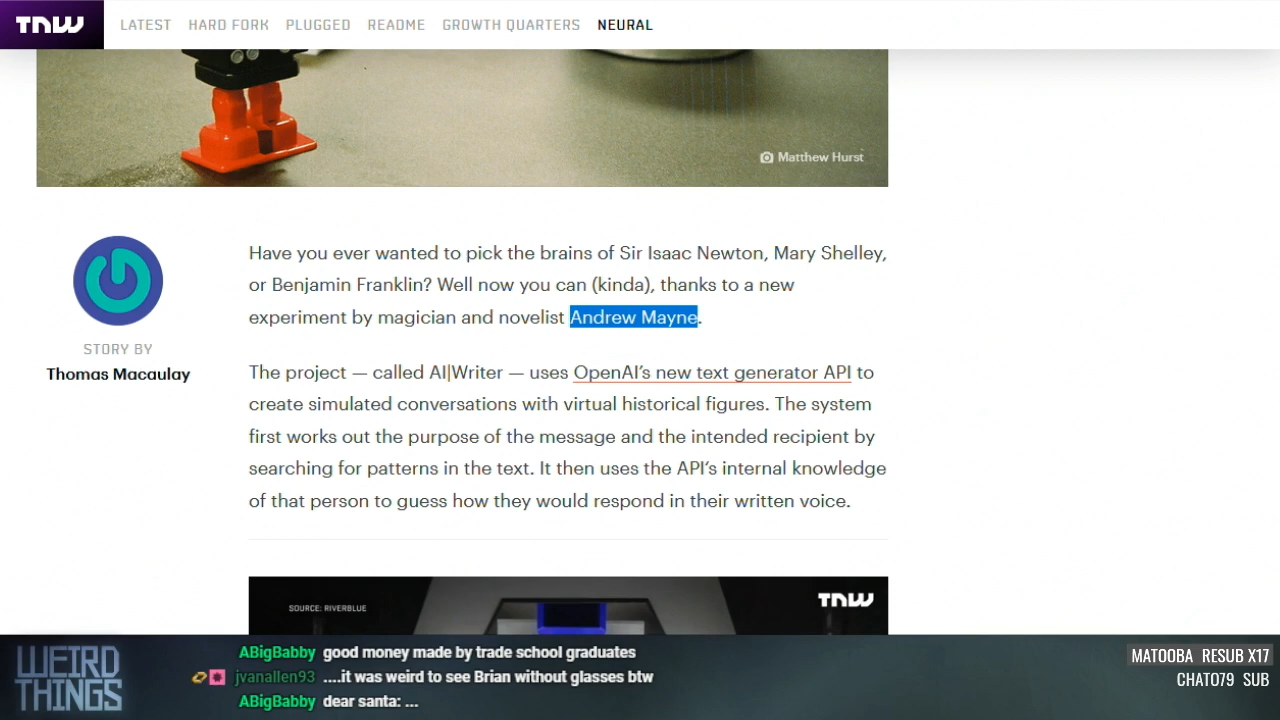 TNW LATEST HARD FORK PLUGGED README GROWTH QUARTERS NEURAL
Matthew Hurst
STORY BY
Thomas Macaulay
Have you ever wanted to pick the brains of Sir Isaac Newton, Mary Shelley,
or Benjamin Franklin? Well now you can (kinda), thanks to a new
experiment by magician and novelist Andrew Mayne.
The project — called AI|Writer — uses OpenAI’s new text generator API to
create simulated conversations with virtual historical figures. The system
first works out the purpose of the message and the intended recipient by
searching for patterns in the text. It then uses the API’s internal knowledge
of that person to guess how they would respond in their written voice.
SOURCE: RIVERBLUE
TNW
WEIRD
THINGS
ABigBabby good money made by trade school graduates
jvanallen93 ....it was weird to see Brian without glasses btw
ABigBabby dear santa: ...
MATOOBA RESUB X17
CHATO79 SUB